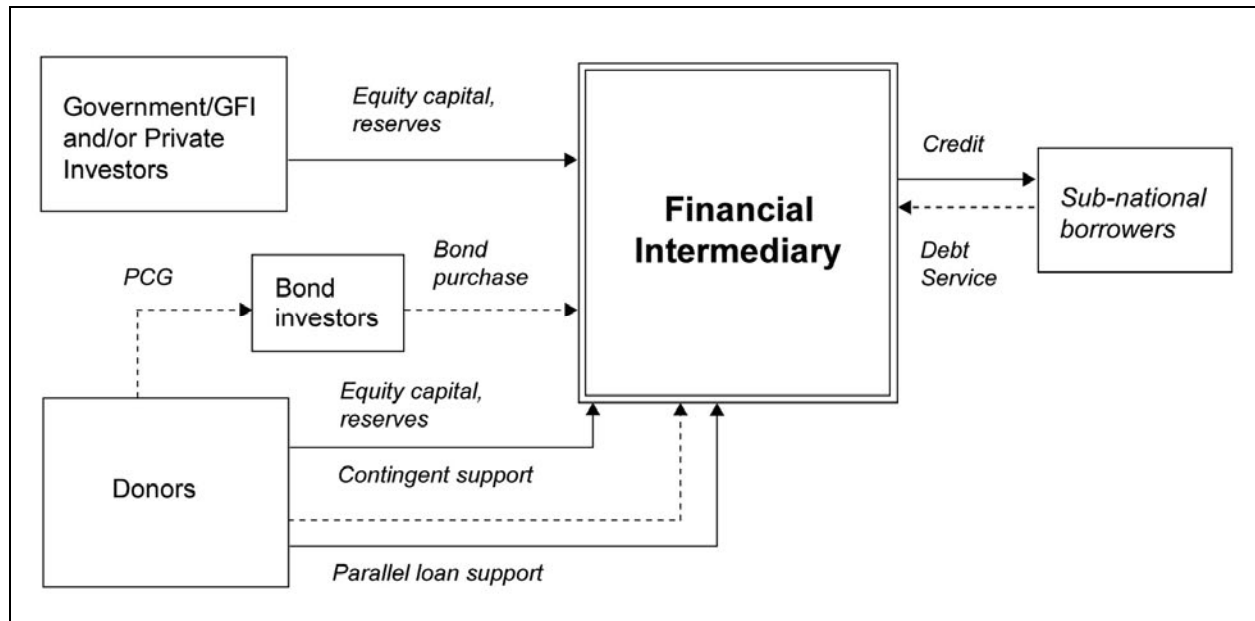 Government/GFI
and/or Private
Investors
Equity capital,
reserves
Financial
Intermediary
Credit
Sub-national
borrowers
Debt
Service
PCG
Bond
investors
Bond
purchase
Donors
Equity capital,
reserves
Contingent support
Parallel loan support